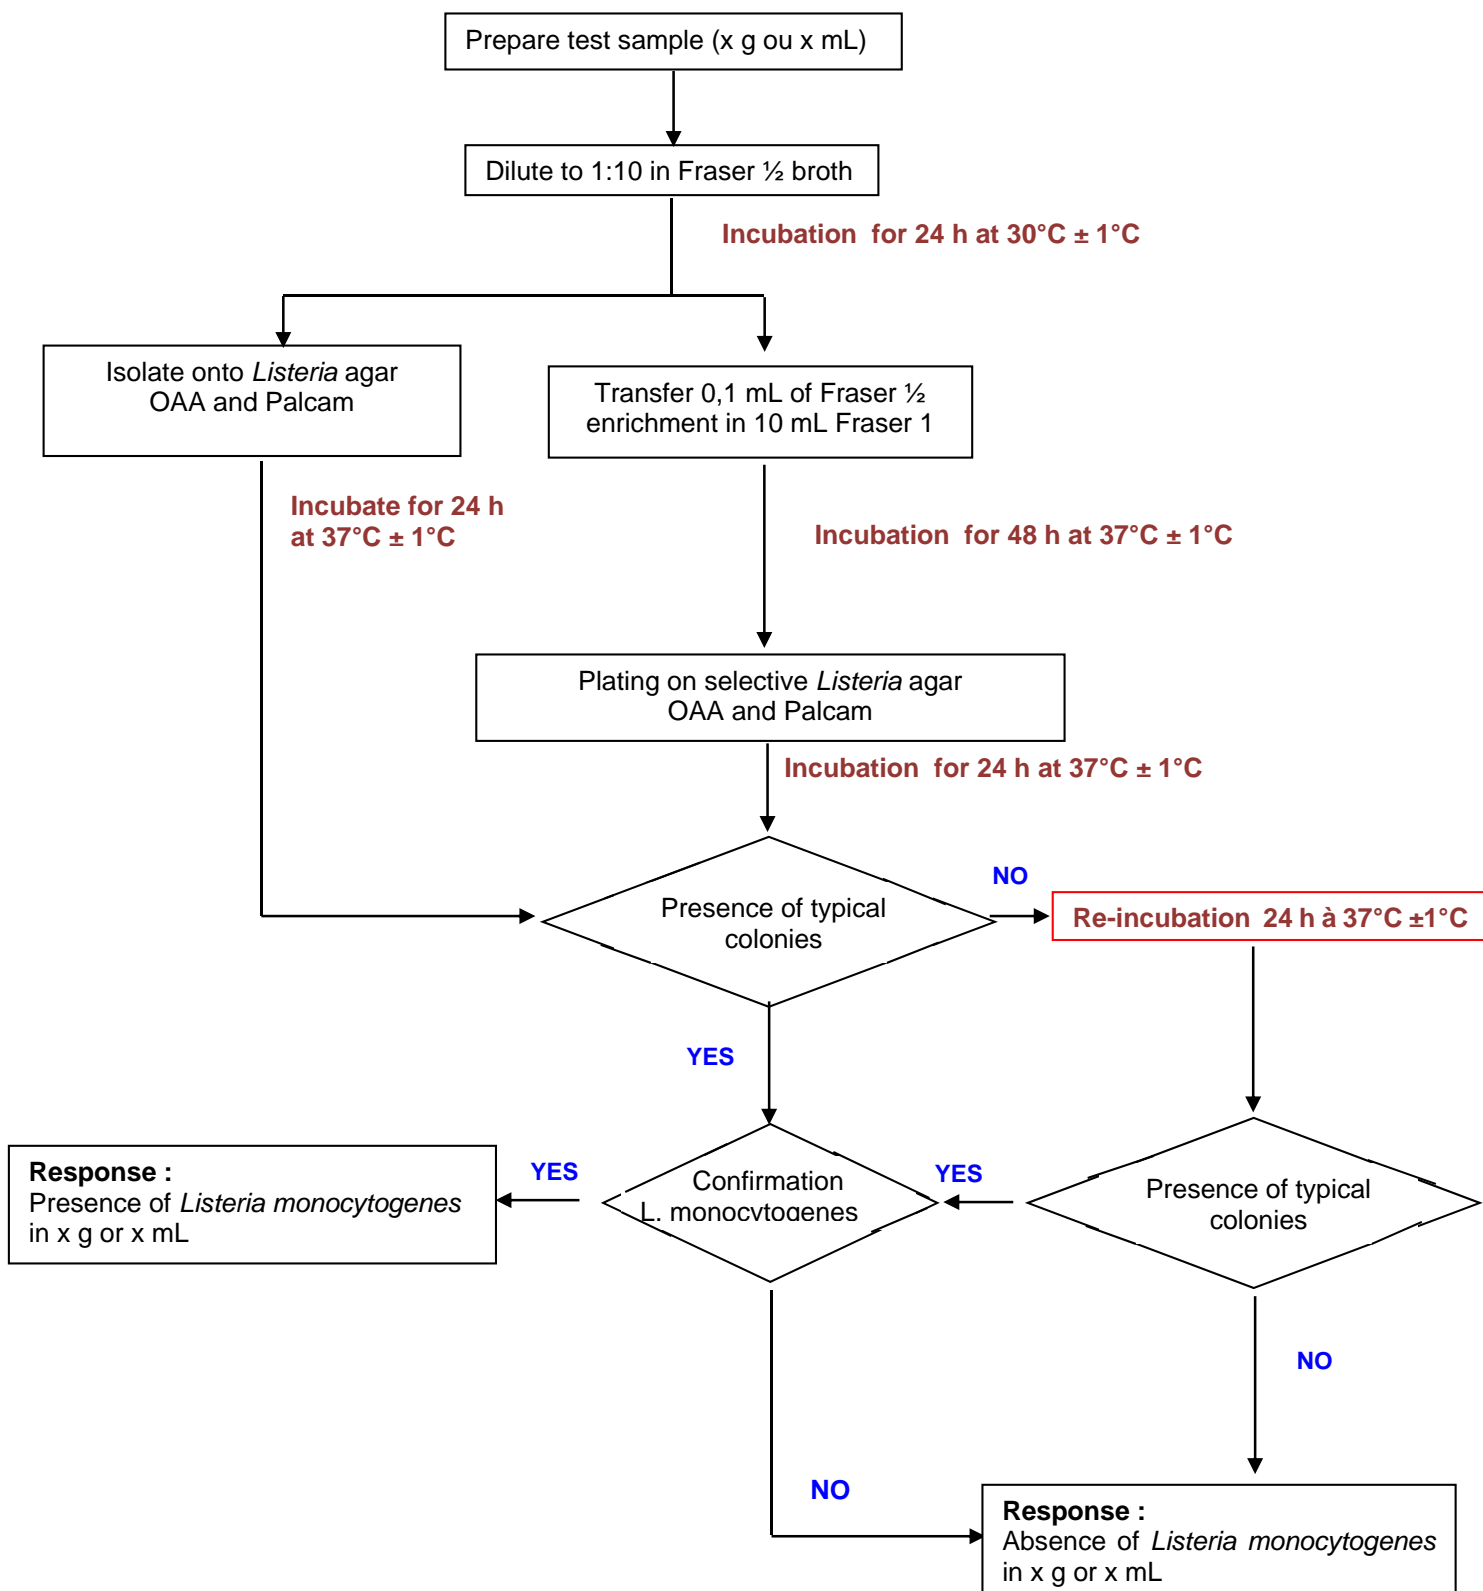 Prepare test sample (x g ou x mL)
Dilute to 1:10 in Fraser ½ broth
Incubation for 24 h at 30°C ± 1°C
Isolate onto Listeria agar
OAA and Palcam
Transfer 0,1 mL of Fraser ½
enrichment in 10 mL Fraser 1
Incubate for 24 h
at 37°C ± 1°C
Incubation for 48 h at 37°C ± 1°C
Plating on selective Listeria agar
OAA and Palcam
Incubation for 24 h at 37°C ± 1°C
Presence of typical
colonies
NO
Re-incubation 24 h à 37°C ±1°C
YES
Response :
Presence of Listeria monocytogenes
in x g or x mL
YES
Confirmation
L. monocytogenes
YES
Presence of typical
colonies
NO
NO
Response :
Absence of Listeria monocytogenes
in x g or x mL